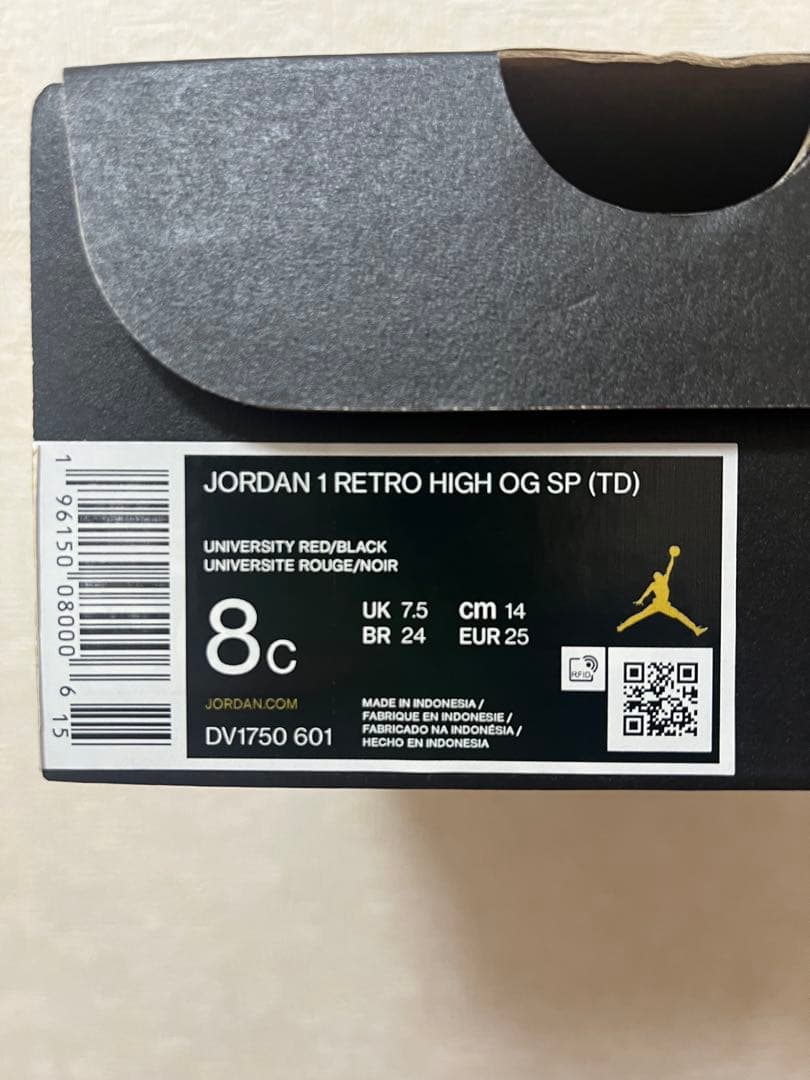 JORDAN 1 RETRO HIGH OG SP (TD)
UNIVERSITY RED/BLACK
UNIVERSITE ROUGE/NOIR
8C
UK 7.5 cm 14
BR 24 EUR 25
RFID
JORDAN.COM
DV1750 601
MADE IN INDONESIA /
FABRIQUE EN INDONESIE /
FABRICADO NA INDONÉSIA /
HECHO EN INDONESIA
1 96150 08000 6 15